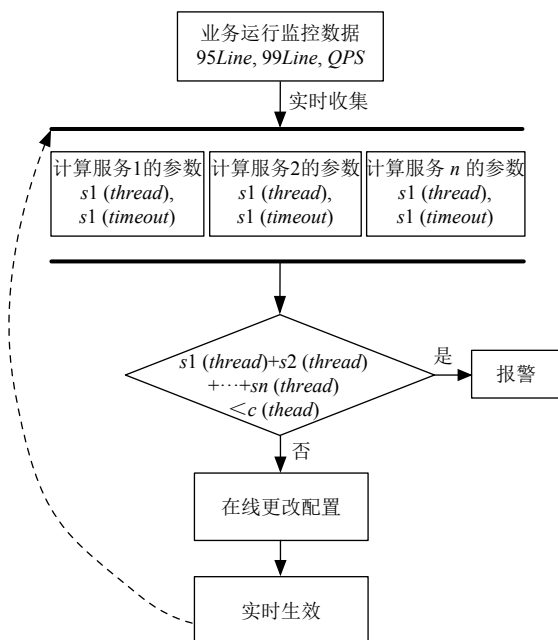 业务运行监控数据
95Line, 99Line, QPS
实时收集
计算服务1的参数
s1 (thread),
s1 (timeout)
计算服务2的参数
s1 (thread),
s1 (timeout)
计算服务 n 的参数
s1 (thread),
s1 (timeout)
s1 (thread)+s2 (thread)
+…+sn (thread)
＜c (thead)
是
报警
否
在线更改配置
实时生效